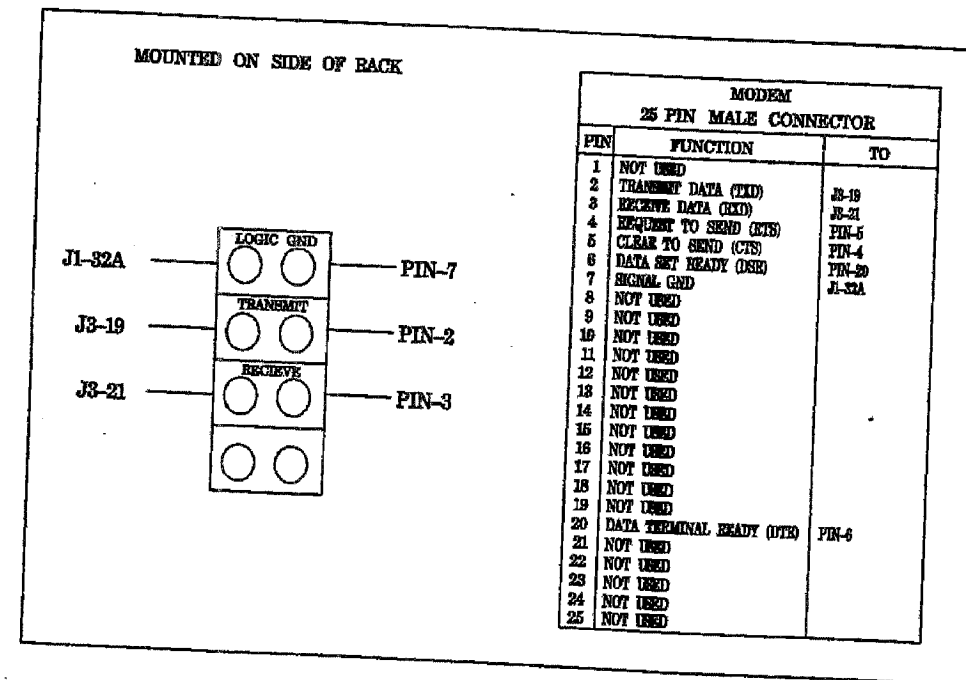 MOUNTED ON SIDE OF RACK
J1-32A LOGIC GND PIN-7
J3-19 TRANSMIT PIN-2
J3-21 RECIEVE PIN-3
MODEM
25 PIN MALE CONNECTOR
PIN FUNCTION TO
1 NOT USED
2 TRANSMIT DATA (TXD) J3-19
3 RECEIVE DATA (RXD) J3-21
4 REQUEST TO SEND (RTS) PIN-5
5 CLEAR TO SEND (CTS) PIN-4
6 DATA SET READY (DSR) PIN-20
7 SIGNAL GND J1-32A
8 NOT USED
9 NOT USED
10 NOT USED
11 NOT USED
12 NOT USED
13 NOT USED
14 NOT USED
15 NOT USED
16 NOT USED
17 NOT USED
18 NOT USED
19 NOT USED
20 DATA TERMINAL READY (DTR) PIN-6
21 NOT USED
22 NOT USED
23 NOT USED
24 NOT USED
25 NOT USED